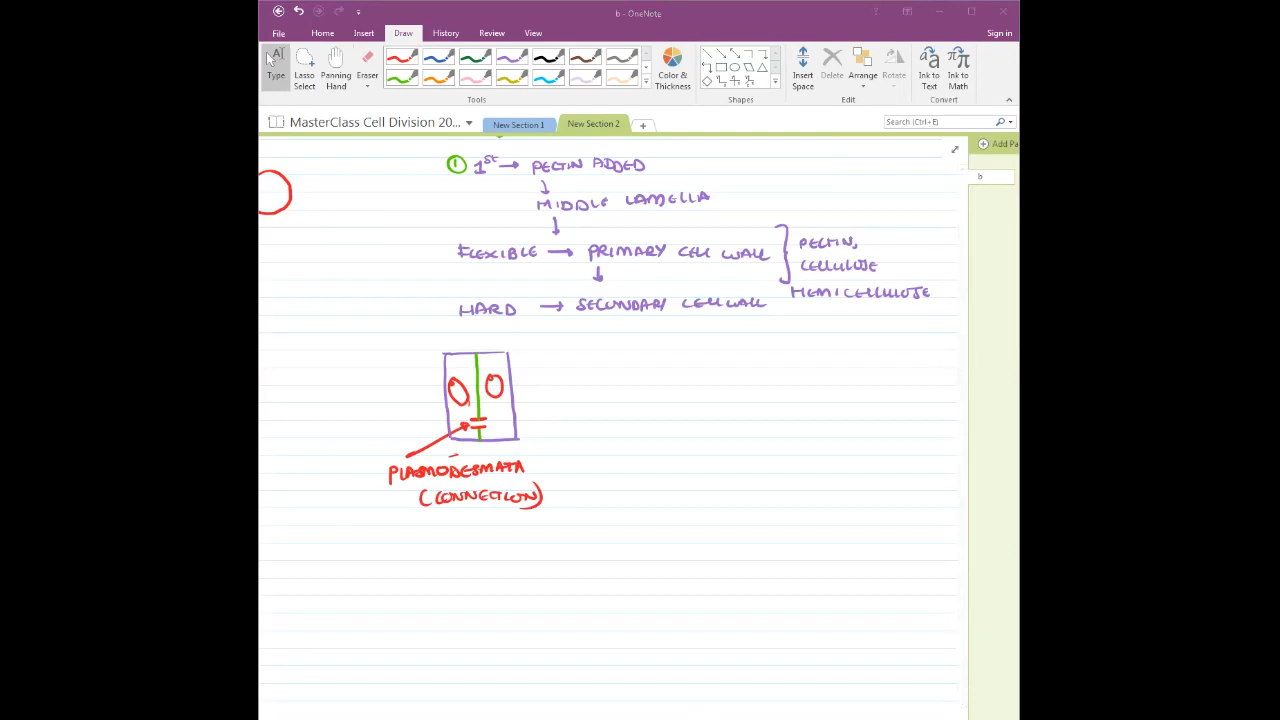 b - OneNote
?
File Home Insert Draw History Review View Sign in
Type Lasso Select Panning Hand Eraser Color & Thickness Insert Space Delete Arrange Rotate Ink to Text Ink to Math
Tools Shapes Edit Convert
MasterClass Cell Division 20... New Section 1 New Section 2 + Search (Ctrl+E)
Add Pa
b
① 1st → PECTIN ADDED
MIDDLE LAMELLA
FLEXIBLE → PRIMARY CELL WALL
PECTIN,
CELLULOSE
HEMICELLULOSE
HARD → SECUNDARY CELL WALL
PLASMODESMATA
(CONNECTION)